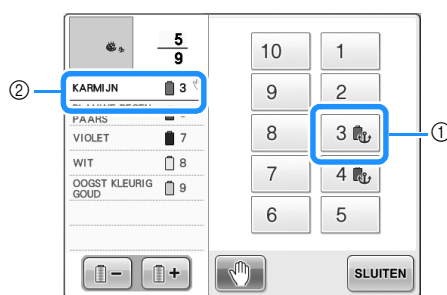 5
9
② KARMIJN 3
PAARS
VIOLET 7
WIT 8
OOGST KLEURIG GOUD 9
10 1
9 2
8 3 ①
7 4
6 5
− +
SLUITEN